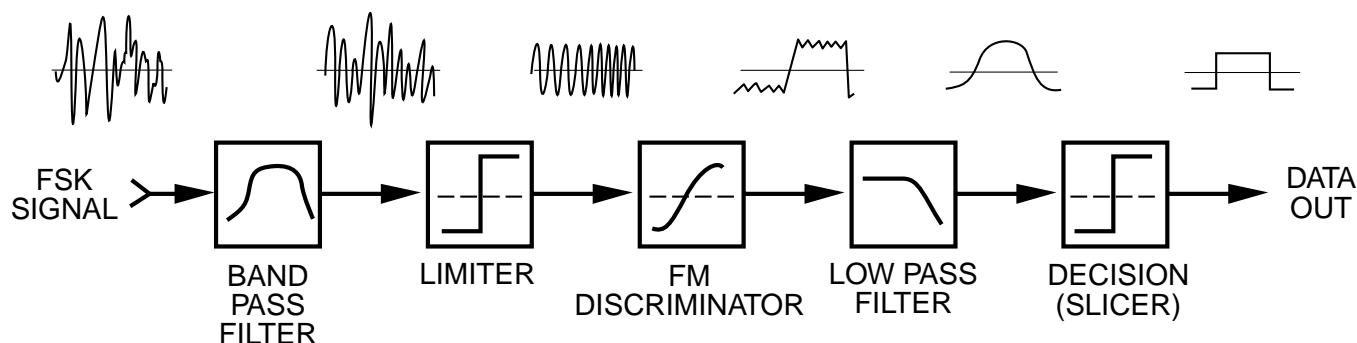 FSK
SIGNAL
BAND
PASS
FILTER
LIMITER
FM
DISCRIMINATOR
LOW PASS
FILTER
DECISION
(SLICER)
DATA
OUT